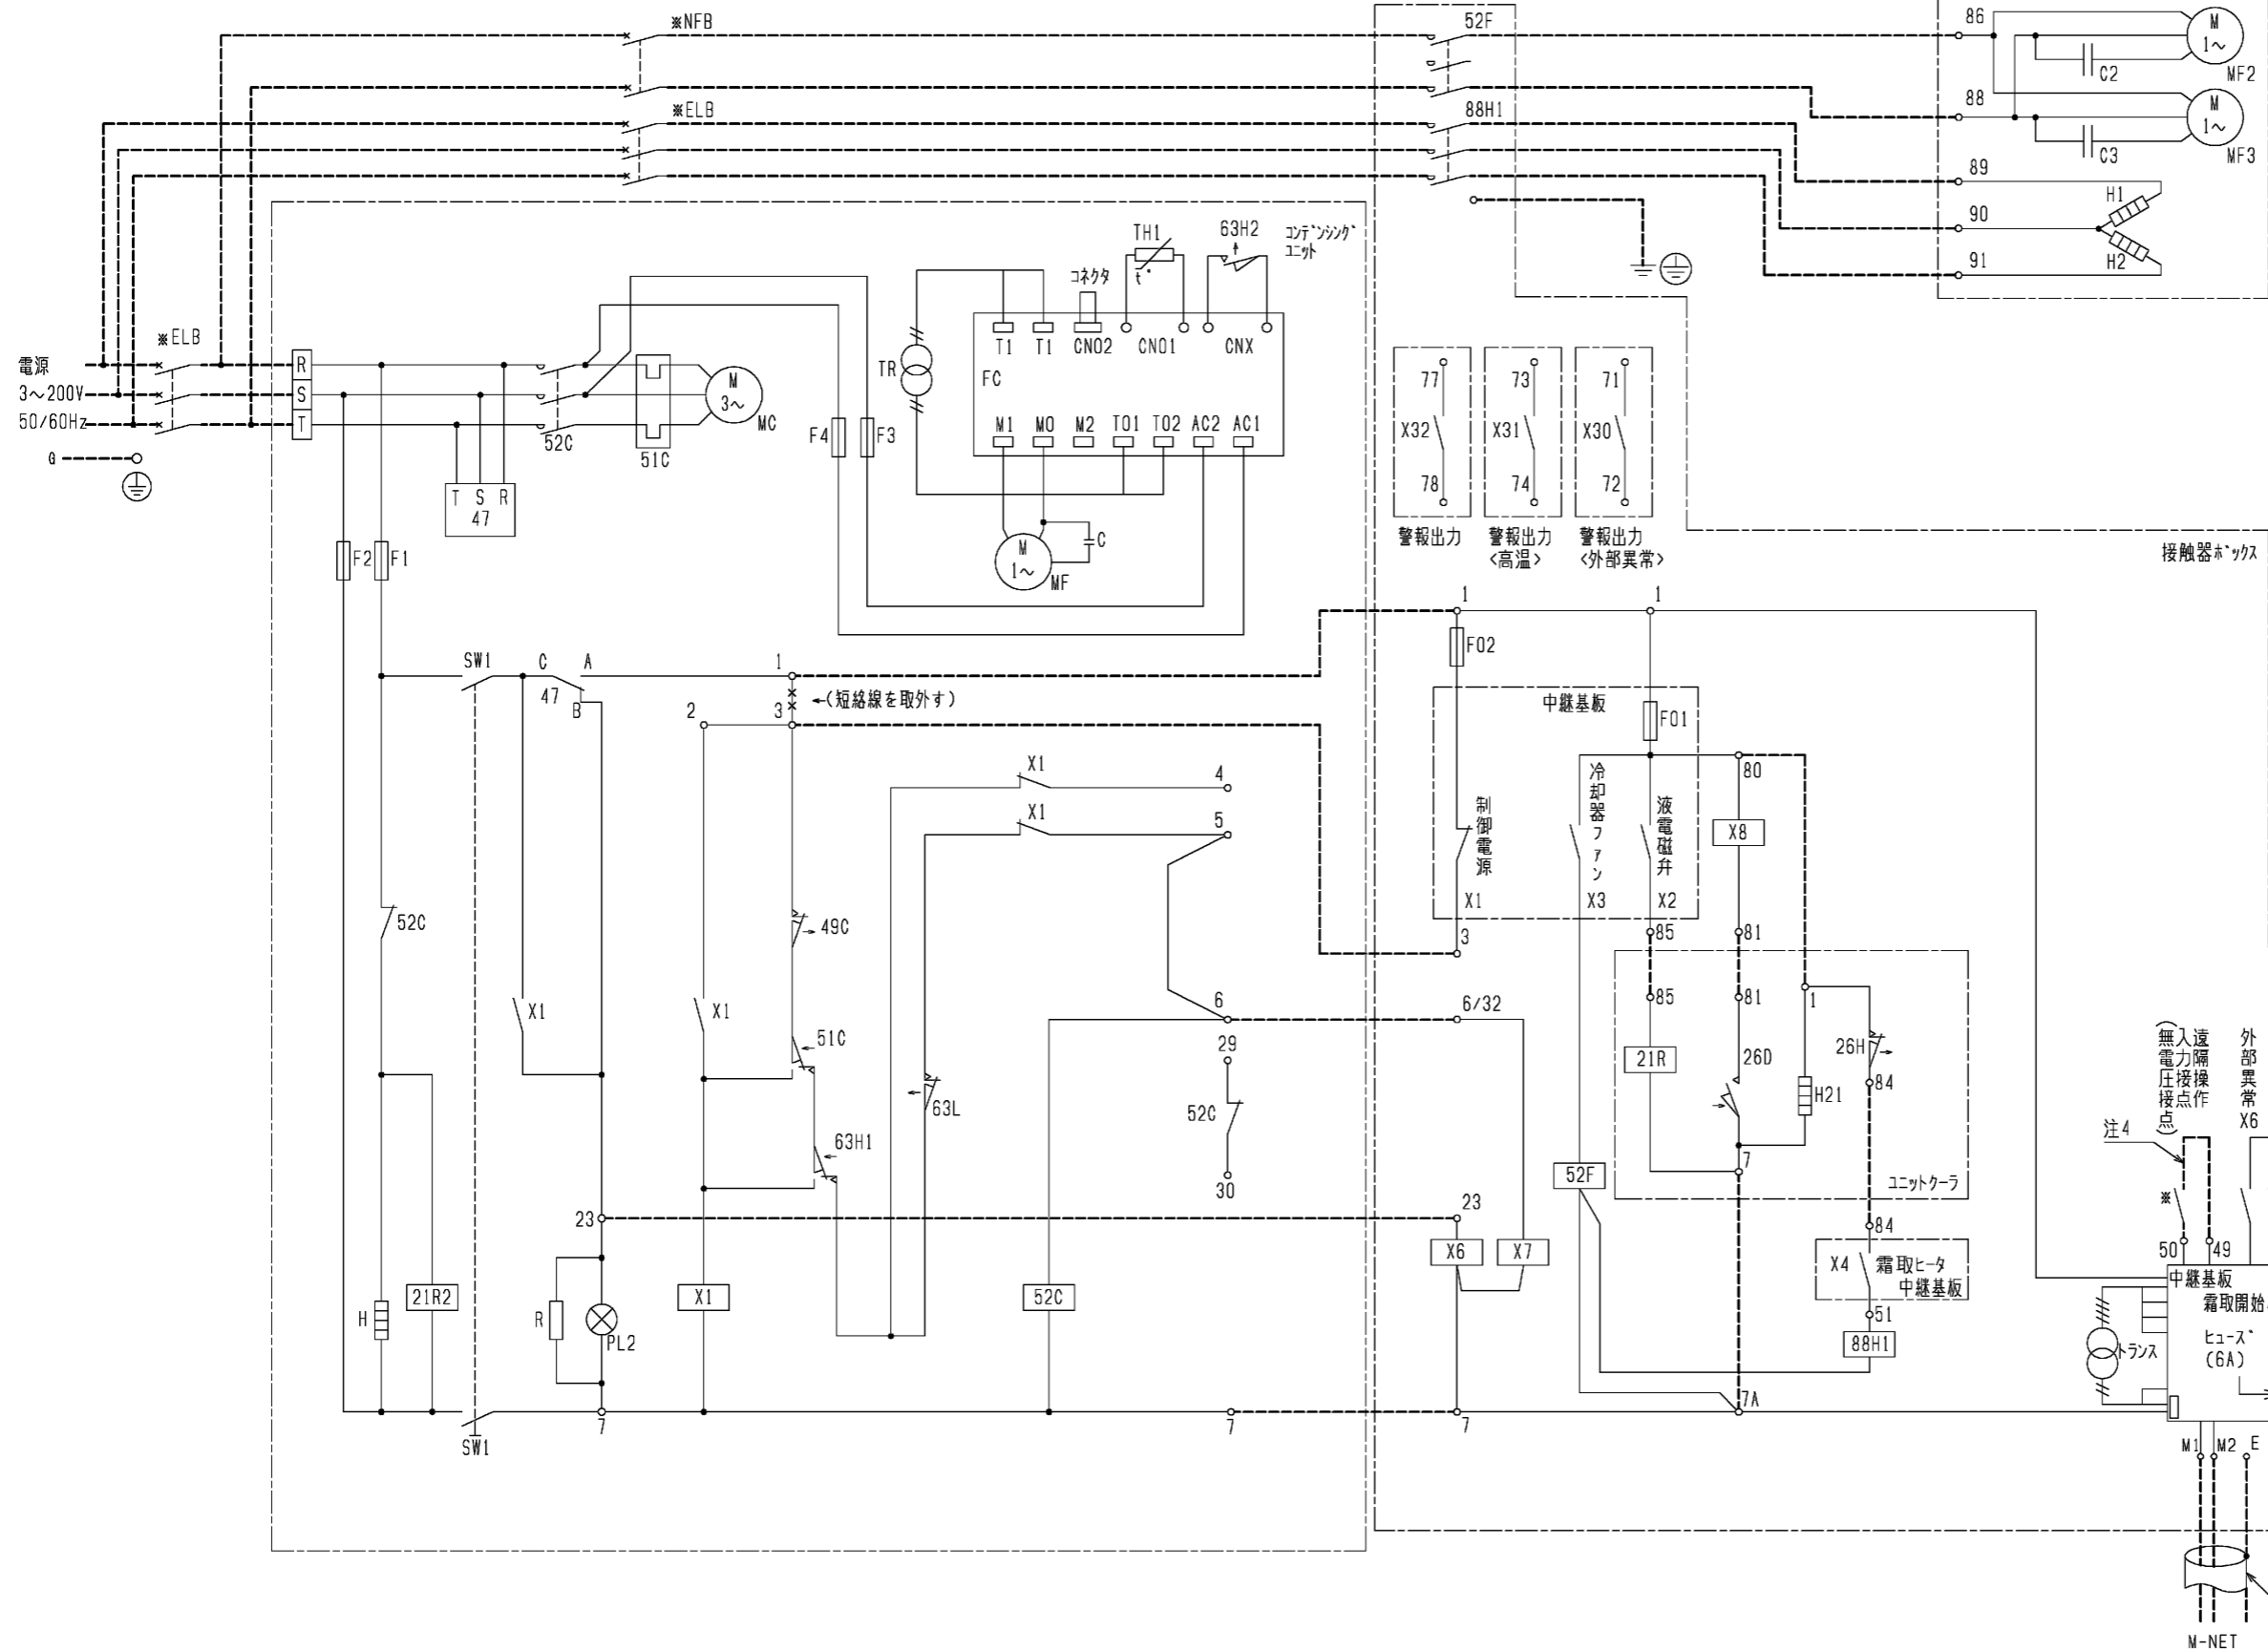 ※NFB
52F
86
M
1～
C2
MF2
※ELB
88H1
88
M
1～
C3
MF3
89
H1
90
H2
91
TH1
t°
63H2
コンデンシング
ユニット
コネクタ
※ELB
電源
3～200V
50/60Hz
G
R
S
T
T1
T1
CN02
CN01
CNX
TR
FC
M
3～
MC
52C
51C
M1
M0
M2
T01
T02
AC2
AC1
F4
F3
T S R
47
M
1～
MF
C
F2
F1
77
X32
78
警報出力
73
X31
74
警報出力
<高温>
71
X30
72
警報出力
<外部異常>
接触器ボックス
1
1
F02
SW1
C
A
47
B
1
←(短絡線を取外す)
2
3
中継基板
F01
80
X1
4
X1
5
制御電源
X1
冷却器ファン
X3
液電磁弁
X2
X8
52C
49C
3
85
81
85
81
1
X1
X1
51C
6
6/32
29
52C
30
63L
63H1
21R
26D
H21
26H
84
7
ユニットクーラ
52F
遠隔操作
入力接点
(無電圧接点)
外部異常
X6
注4
※
50
49
23
23
X6
X7
84
X4
霜取ヒータ
中継基板
51
88H1
中継基板
霜取開始
ヒューズ
(6A)
トランス
H
21R2
R
PL2
X1
52C
SW1
7
7
7
7A
M1
M2
E
M-NET